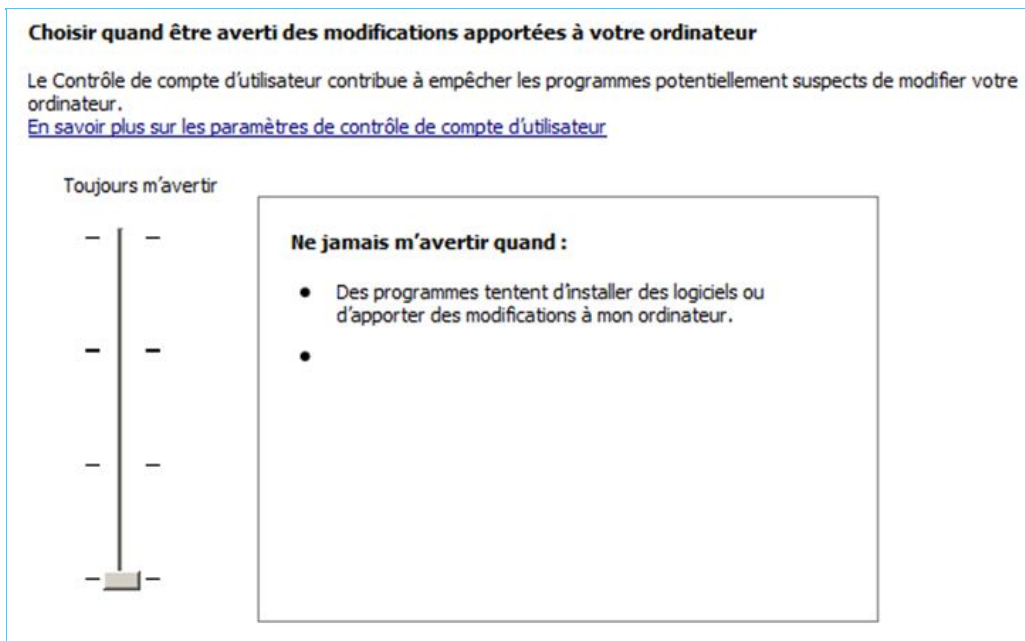 Choisir quand être averti des modifications apportées à votre ordinateur
Le Contrôle de compte d'utilisateur contribue à empêcher les programmes potentiellement suspects de modifier votre
ordinateur.
En savoir plus sur les paramètres de contrôle de compte d'utilisateur
Toujours m'avertir
Ne jamais m'avertir quand :
• Des programmes tentent d'installer des logiciels ou
d'apporter des modifications à mon ordinateur.
•